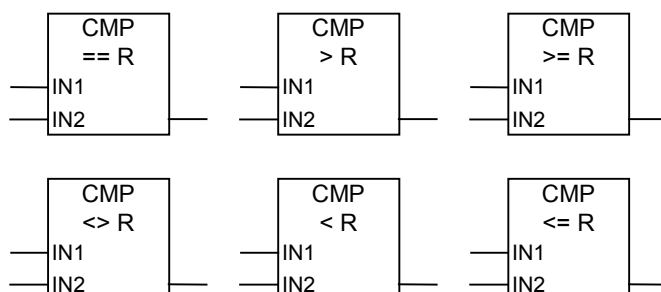 CMP
== R
IN1
IN2
CMP
> R
IN1
IN2
CMP
>= R
IN1
IN2
CMP
<> R
IN1
IN2
CMP
< R
IN1
IN2
CMP
<= R
IN1
IN2